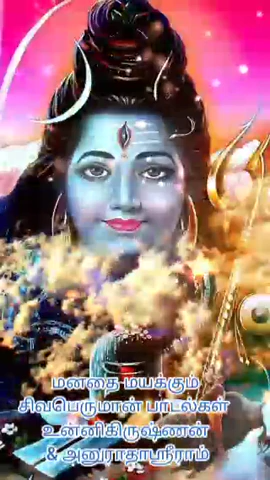 மனதை மயக்கும்
சிவபெருமான் பாடல்கள்
உன்னிகிருஷ்ணன்
& அனுராதாஸ்ரீராம்